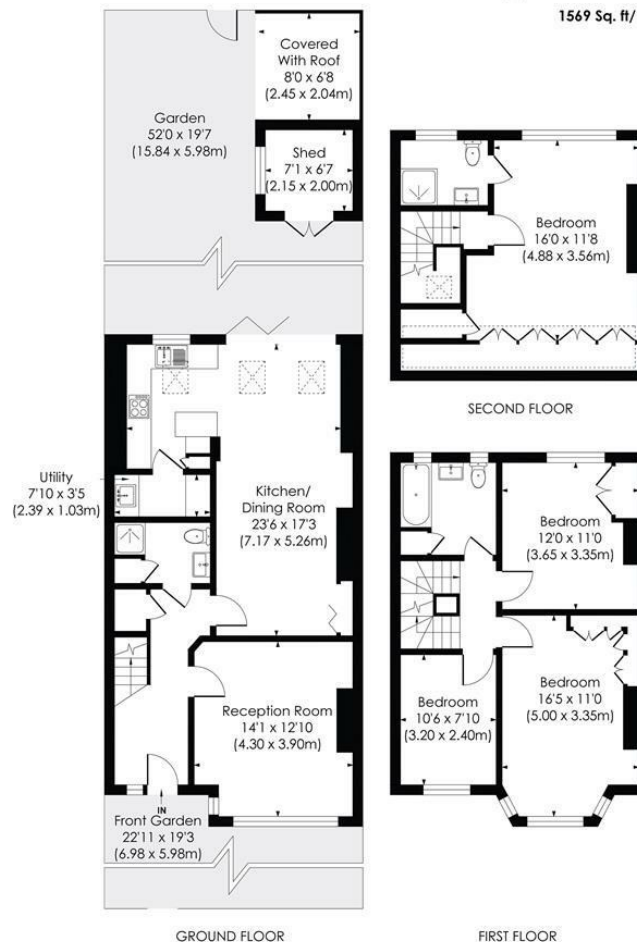 1569 Sq. ft/
Covered
With Roof
8'0 x 6'8
(2.45 x 2.04m)
Garden
52'0 x 19'7
(15.84 x 5.98m)
Shed
7'1 x 6'7
(2.15 x 2.00m)
Bedroom
16'0 x 11'8
(4.88 x 3.56m)
SECOND FLOOR
Utility
7'10 x 3'5
(2.39 x 1.03m)
Kitchen/
Dining Room
23'6 x 17'3
(7.17 x 5.26m)
Bedroom
12'0 x 11'0
(3.65 x 3.35m)
Reception Room
14'1 x 12'10
(4.30 x 3.90m)
Bedroom
10'6 x 7'10
(3.20 x 2.40m)
Bedroom
16'5 x 11'0
(5.00 x 3.35m)
IN
Front Garden
22'11 x 19'3
(6.98 x 5.98m)
GROUND FLOOR
FIRST FLOOR